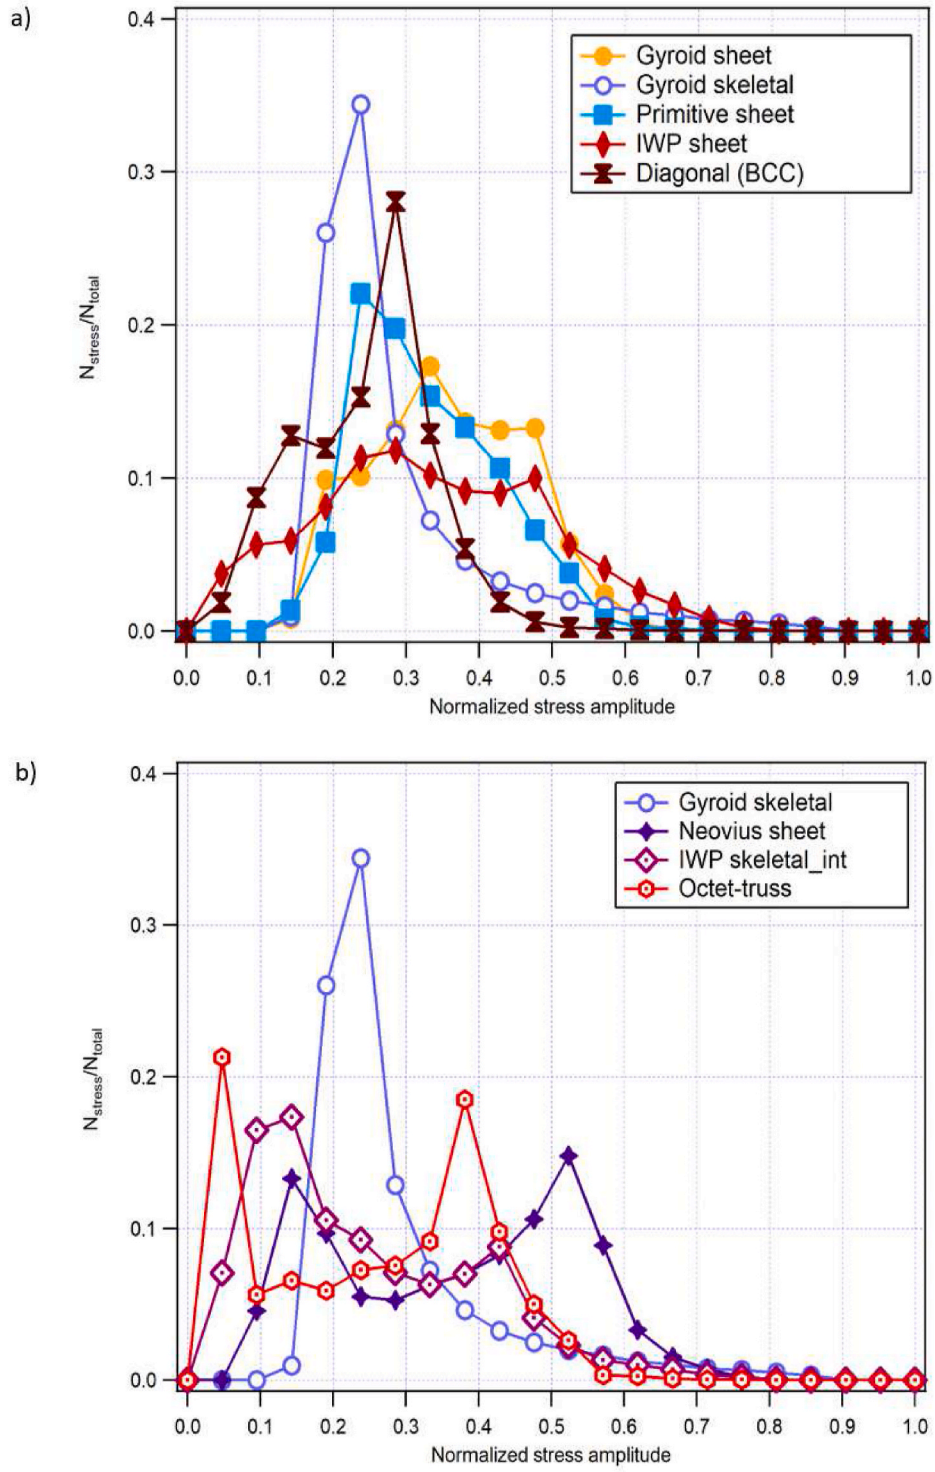 a)
0.4
Gyroid sheet
Gyroid skeletal
Primitive sheet
IWP sheet
Diagonal (BCC)
0.3
0.2
0.1
0.0
N_stress/N_total
0.0 0.1 0.2 0.3 0.4 0.5 0.6 0.7 0.8 0.9 1.0
Normalized stress amplitude
b)
0.4
Gyroid skeletal
Neovius sheet
IWP skeletal_int
Octet-truss
0.3
0.2
0.1
0.0
N_stress/N_total
0.0 0.1 0.2 0.3 0.4 0.5 0.6 0.7 0.8 0.9 1.0
Normalized stress amplitude